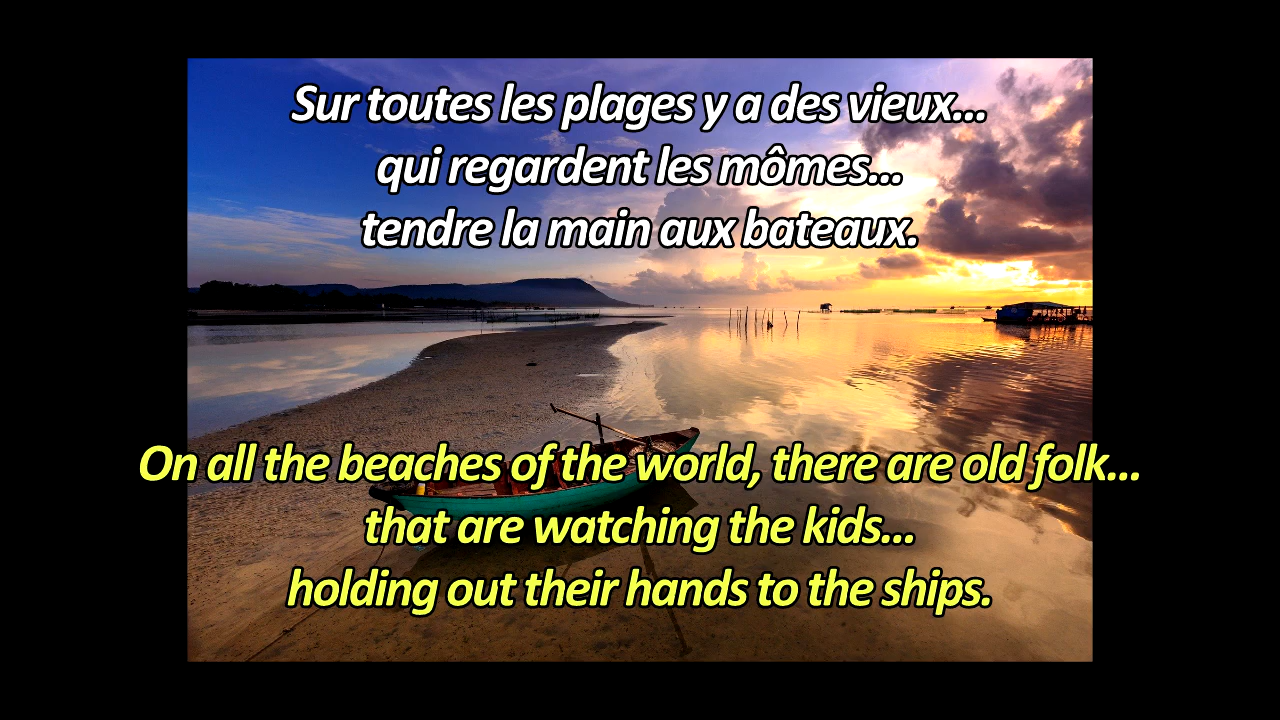 Sur toutes les plages y a des vieux...
qui regardent les mômes...
tendre la main aux bateaux.
On all the beaches of the world, there are old folk...
that are watching the kids...
holding out their hands to the ships.